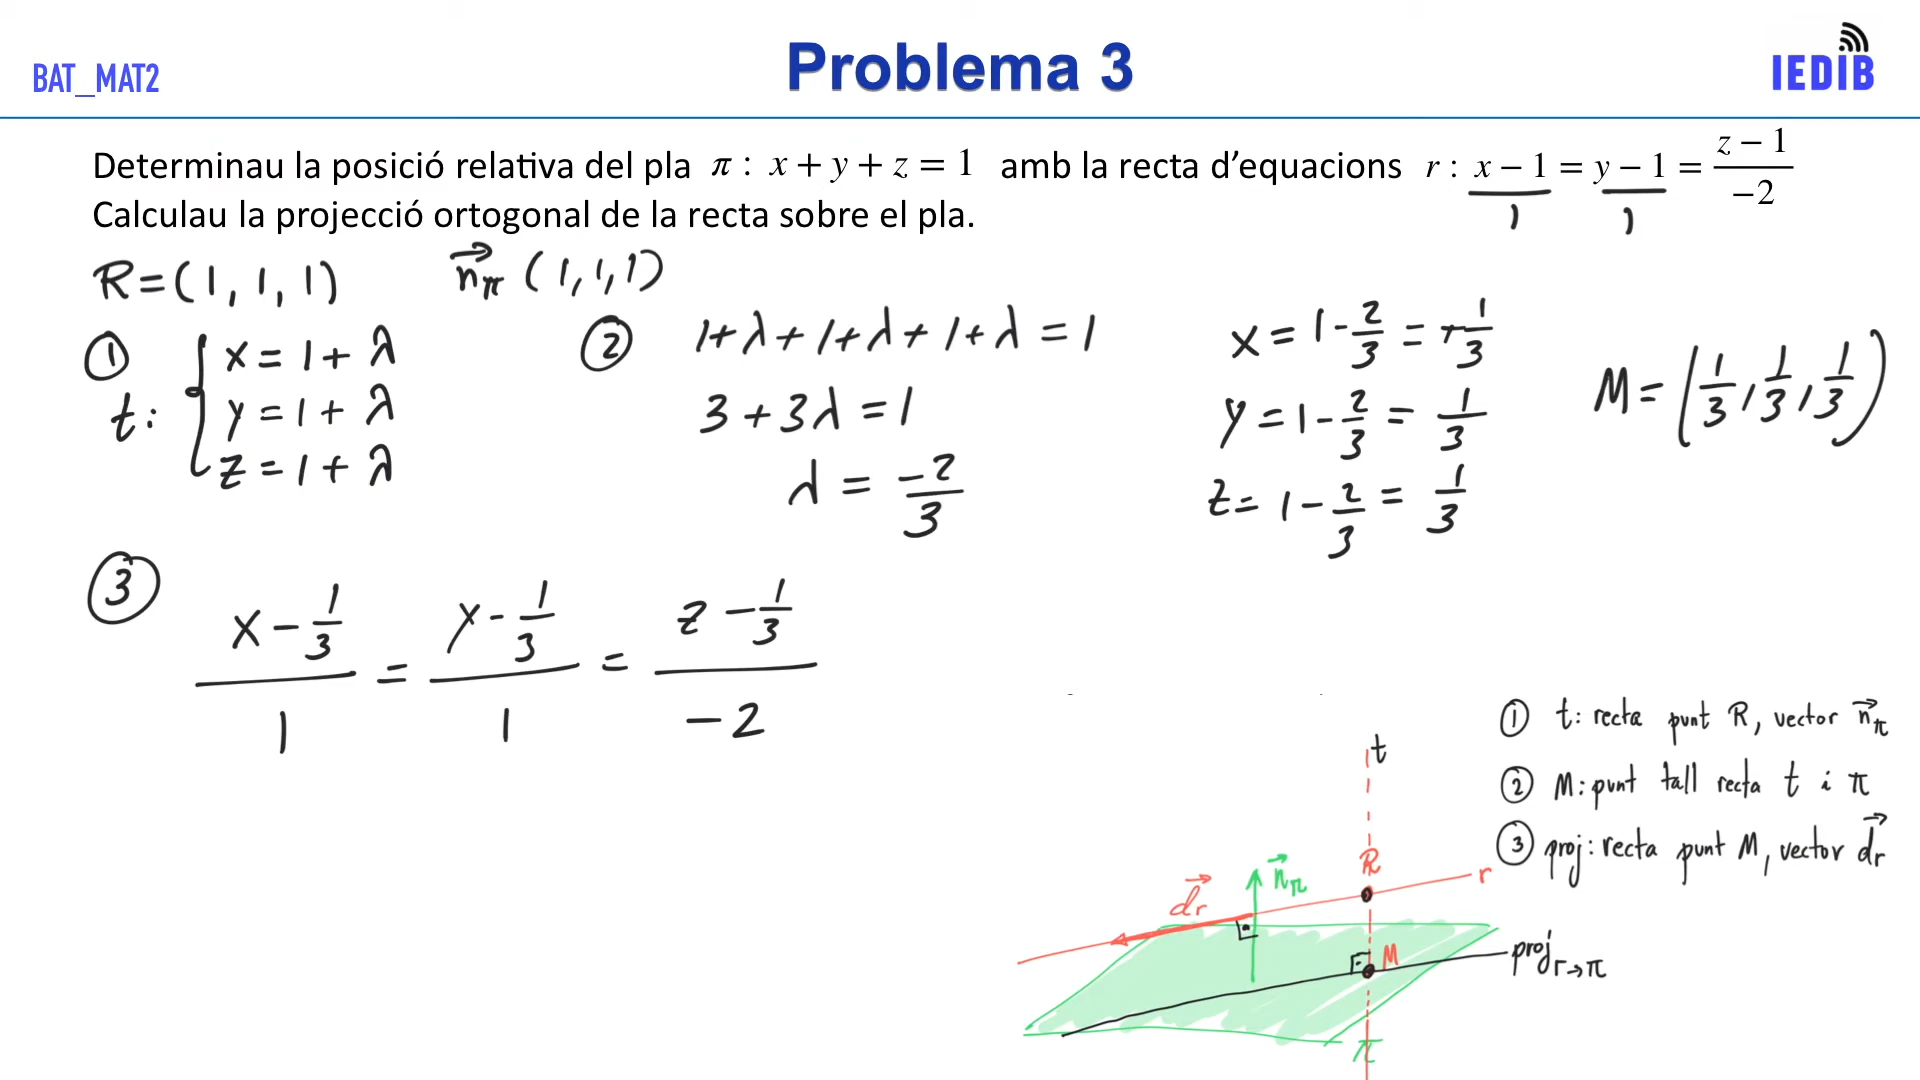 BAT_MAT2
Problema 3
IEDIB
Determinau la posició relativa del pla π : x + y + z = 1 amb la recta d’equacions r : x − 1 = y − 1 = (z − 1)/(−2)
1 1
Calculau la projecció ortogonal de la recta sobre el pla.
R = (1, 1, 1) n⃗π (1, 1, 1)
① t: { x = 1 + λ
y = 1 + λ
z = 1 + λ
② 1+λ + 1+λ + 1+λ = 1
3 + 3λ = 1
λ = −2/3
x = 1 − 2/3 = +1/3
y = 1 − 2/3 = 1/3
z = 1 − 2/3 = 1/3
M = (1/3, 1/3, 1/3)
③ (x − 1/3)/1 = (y − 1/3)/1 = (z − 1/3)/−2
① t: recta punt R, vector n⃗π
② M: punt tall recta t i π
③ proj: recta punt M, vector d⃗r
t
R
r
n⃗π
d⃗r
M
proj r→π
π